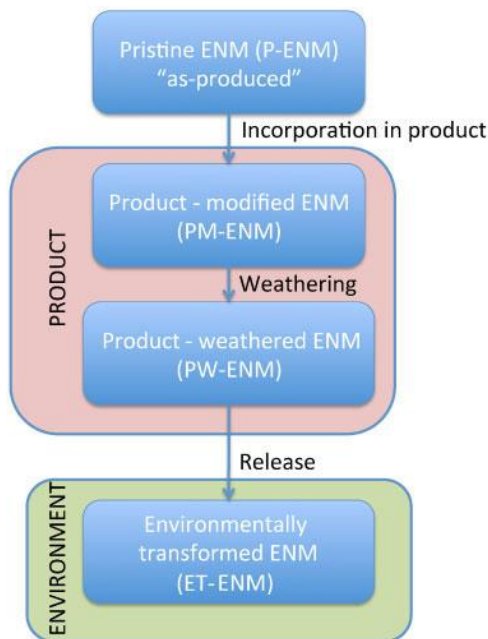 Pristine ENM (P-ENM)
“as-produced”
Incorporation in product
PRODUCT
Product - modified ENM
(PM-ENM)
Weathering
Product - weathered ENM
(PW-ENM)
Release
ENVIRONMENT
Environmentally
transformed ENM
(ET-ENM)